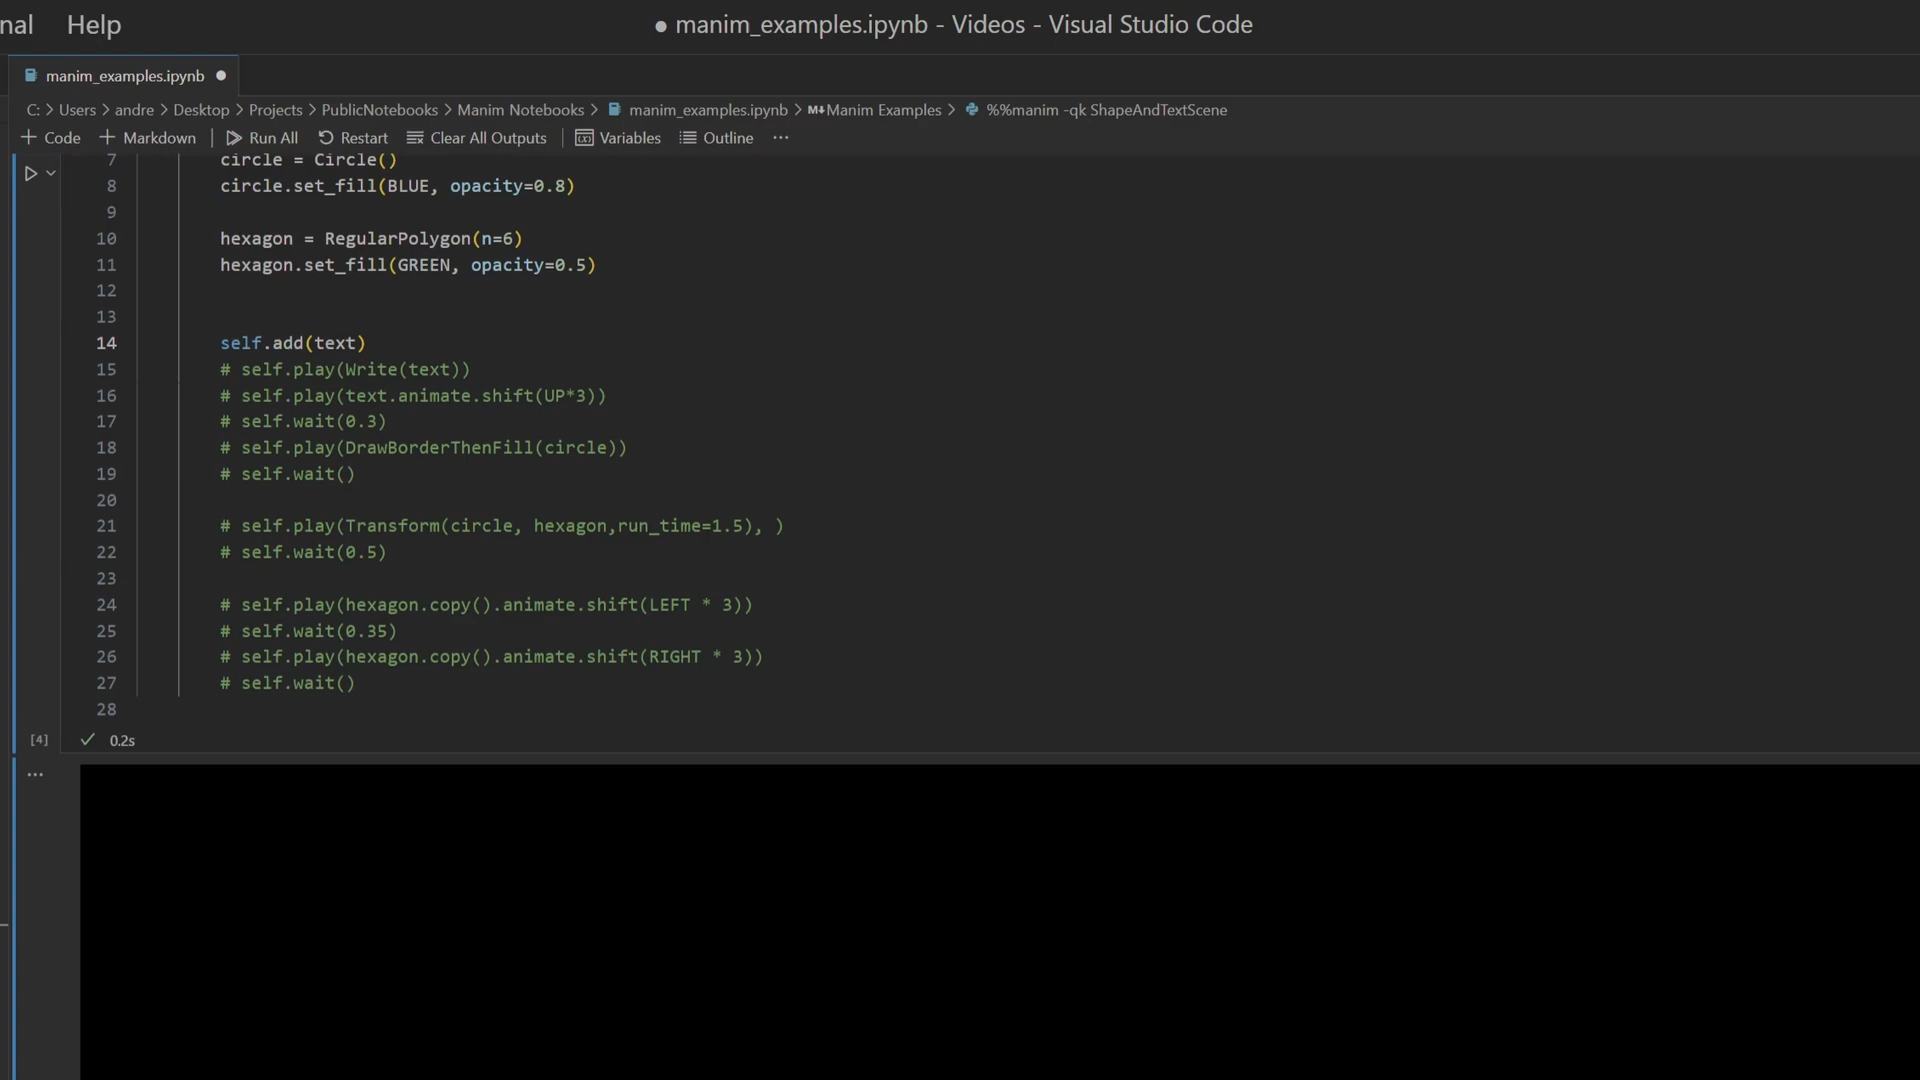 nal Help ● manim_examples.ipynb - Videos - Visual Studio Code
manim_examples.ipynb ●
C: > Users > andre > Desktop > Projects > PublicNotebooks > Manim Notebooks > manim_examples.ipynb > M↓Manim Examples > %%manim -qk ShapeAndTextScene
+ Code + Markdown | Run All Restart Clear All Outputs | Variables Outline ...
7 circle = Circle()
8 circle.set_fill(BLUE, opacity=0.8)
9
10 hexagon = RegularPolygon(n=6)
11 hexagon.set_fill(GREEN, opacity=0.5)
12
13
14 self.add(text)
15 # self.play(Write(text))
16 # self.play(text.animate.shift(UP*3))
17 # self.wait(0.3)
18 # self.play(DrawBorderThenFill(circle))
19 # self.wait()
20
21 # self.play(Transform(circle, hexagon,run_time=1.5), )
22 # self.wait(0.5)
23
24 # self.play(hexagon.copy().animate.shift(LEFT * 3))
25 # self.wait(0.35)
26 # self.play(hexagon.copy().animate.shift(RIGHT * 3))
27 # self.wait()
28
[4] ✓ 0.2s
...